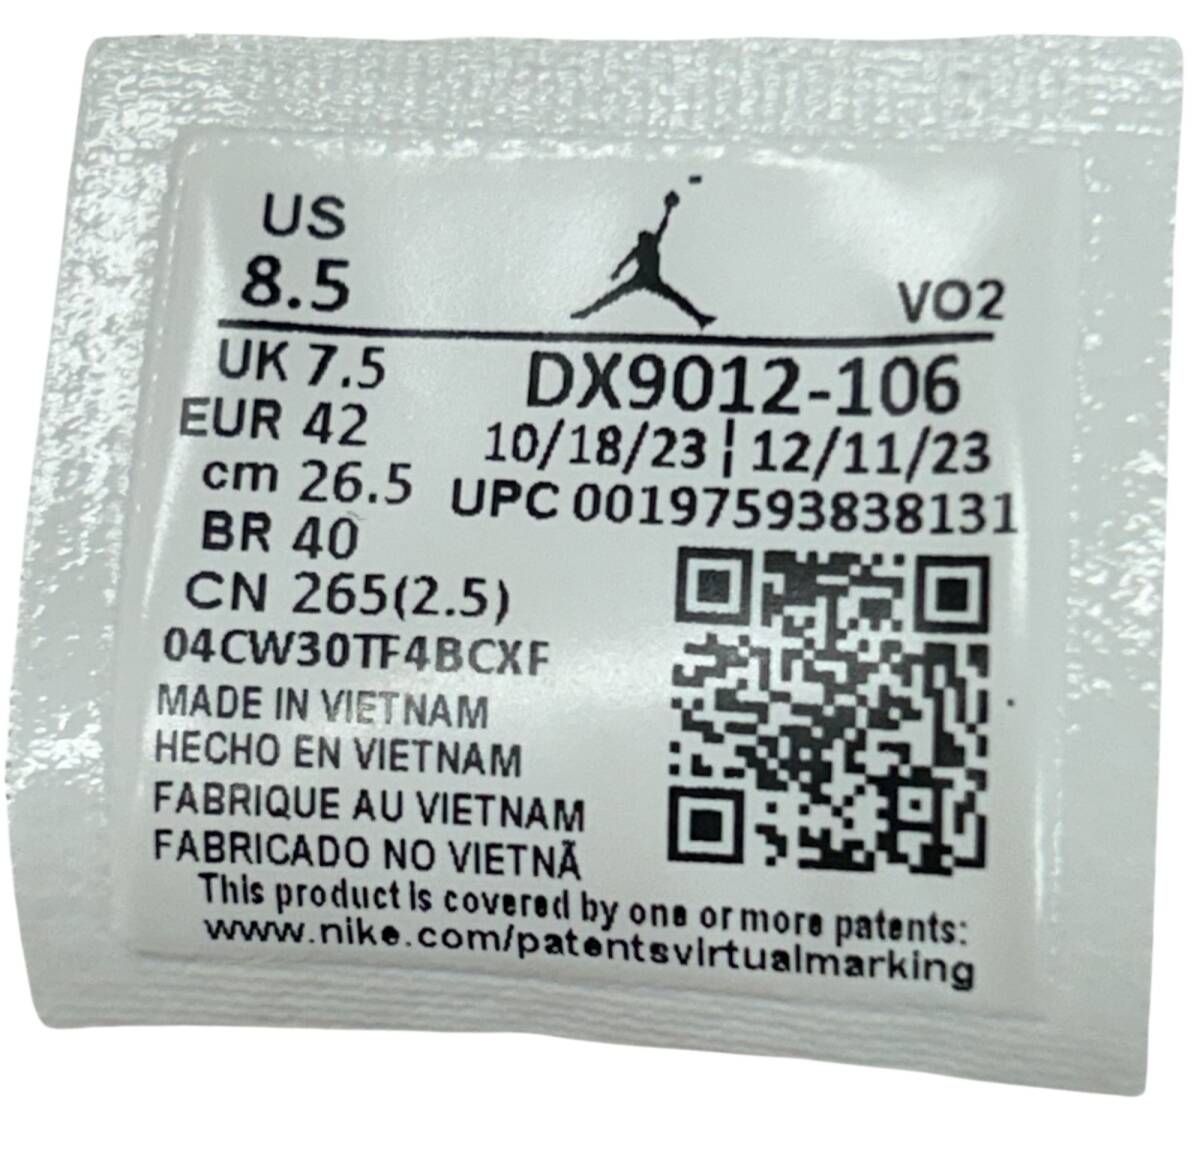 US
8.5
VO2
UK 7.5
DX9012-106
EUR 42
10/18/23 ¦ 12/11/23
cm 26.5
UPC 00197593838131
BR 40
CN 265(2.5)
04CW30TF4BCXF
MADE IN VIETNAM
HECHO EN VIETNAM
FABRIQUE AU VIETNAM
FABRICADO NO VIETNÃ
This product is covered by one or more patents:
www.nike.com/patentsvirtualmarking